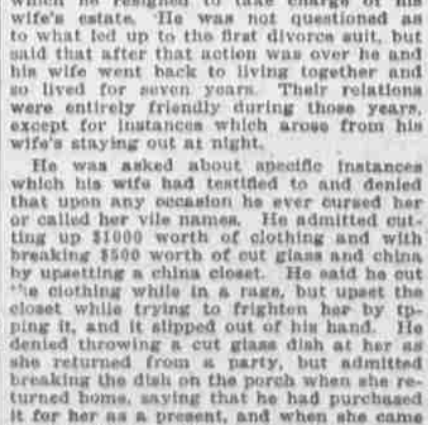 which he resigned to take charge of his
wife's estate. He was not questioned as
to what led up to the first divorce suit, but
said that after that action was over he and
his wife went back to living together and
so lived for seven years. Their relations
were entirely friendly during those years,
except for instances which arose from his
wife's staying out at night.
He was asked about specific instances
which his wife had testified to and denied
that upon any occasion he ever cursed her
or called her vile names. He admitted cut-
ting up $1000 worth of clothing and with
breaking $500 worth of cut glass and china
by upsetting a china closet. He said he cut
the clothing while in a rage, but upset the
closet while trying to frighten her by tp-
ping it, and it slipped out of his hand. He
denied throwing a cut glass dish at her as
she returned from a party, but admitted
breaking the dish on the porch when she re-
turned home, saying that he had purchased
it for her as a present, and when she came